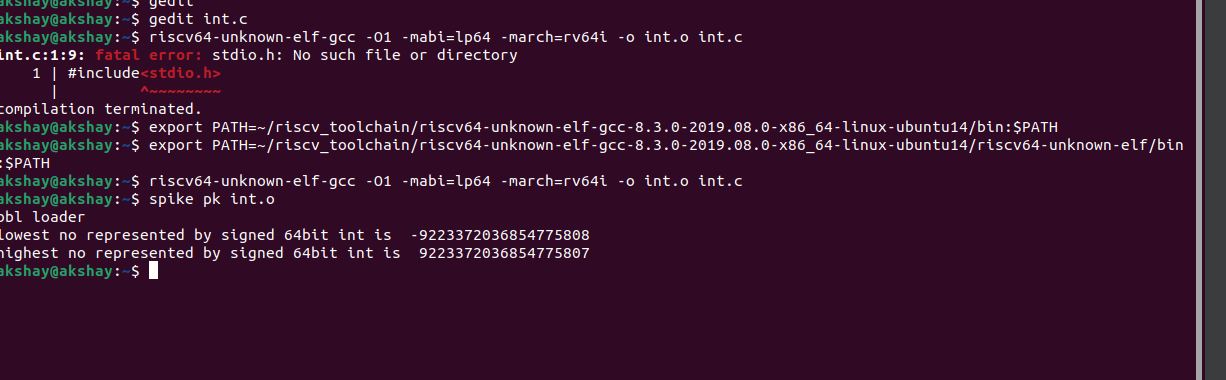 akshay@akshay:~$ gedit
akshay@akshay:~$ gedit int.c
akshay@akshay:~$ riscv64-unknown-elf-gcc -O1 -mabi=lp64 -march=rv64i -o int.o int.c
int.c:1:9: fatal error: stdio.h: No such file or directory
    1 | #include<stdio.h>
      |         ^~~~~~~~~
compilation terminated.
akshay@akshay:~$ export PATH=~/riscv_toolchain/riscv64-unknown-elf-gcc-8.3.0-2019.08.0-x86_64-linux-ubuntu14/bin:$PATH
akshay@akshay:~$ export PATH=~/riscv_toolchain/riscv64-unknown-elf-gcc-8.3.0-2019.08.0-x86_64-linux-ubuntu14/riscv64-unknown-elf/bin
:$PATH
akshay@akshay:~$ riscv64-unknown-elf-gcc -O1 -mabi=lp64 -march=rv64i -o int.o int.c
akshay@akshay:~$ spike pk int.o
bbl loader
lowest no represented by signed 64bit int is  -9223372036854775808
highest no represented by signed 64bit int is  9223372036854775807
akshay@akshay:~$